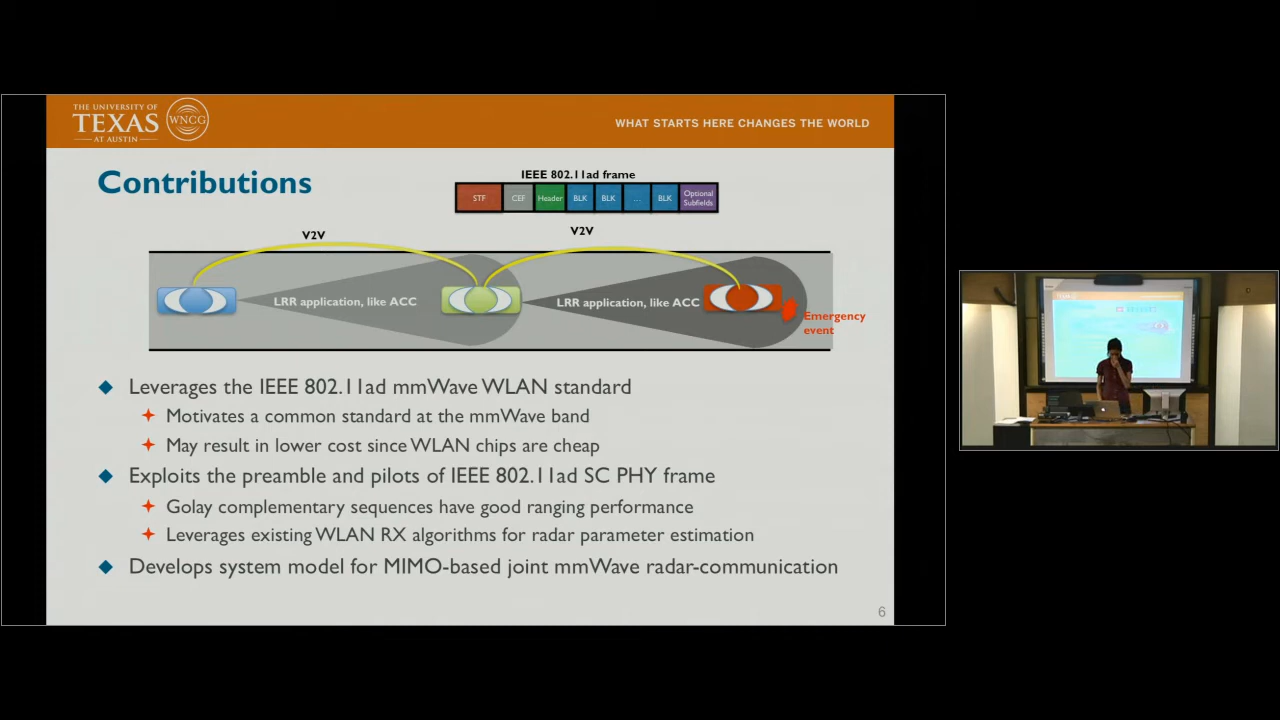 THE UNIVERSITY OF
TEXAS
AT AUSTIN
WNCG
WHAT STARTS HERE CHANGES THE WORLD
Contributions
IEEE 802.11ad frame
STF CEF Header BLK BLK ... BLK Optional Subfields
V2V V2V
LRR application, like ACC LRR application, like ACC
Emergency
event
Leverages the IEEE 802.11ad mmWave WLAN standard
Motivates a common standard at the mmWave band
May result in lower cost since WLAN chips are cheap
Exploits the preamble and pilots of IEEE 802.11ad SC PHY frame
Golay complementary sequences have good ranging performance
Leverages existing WLAN RX algorithms for radar parameter estimation
Develops system model for MIMO-based joint mmWave radar-communication
6